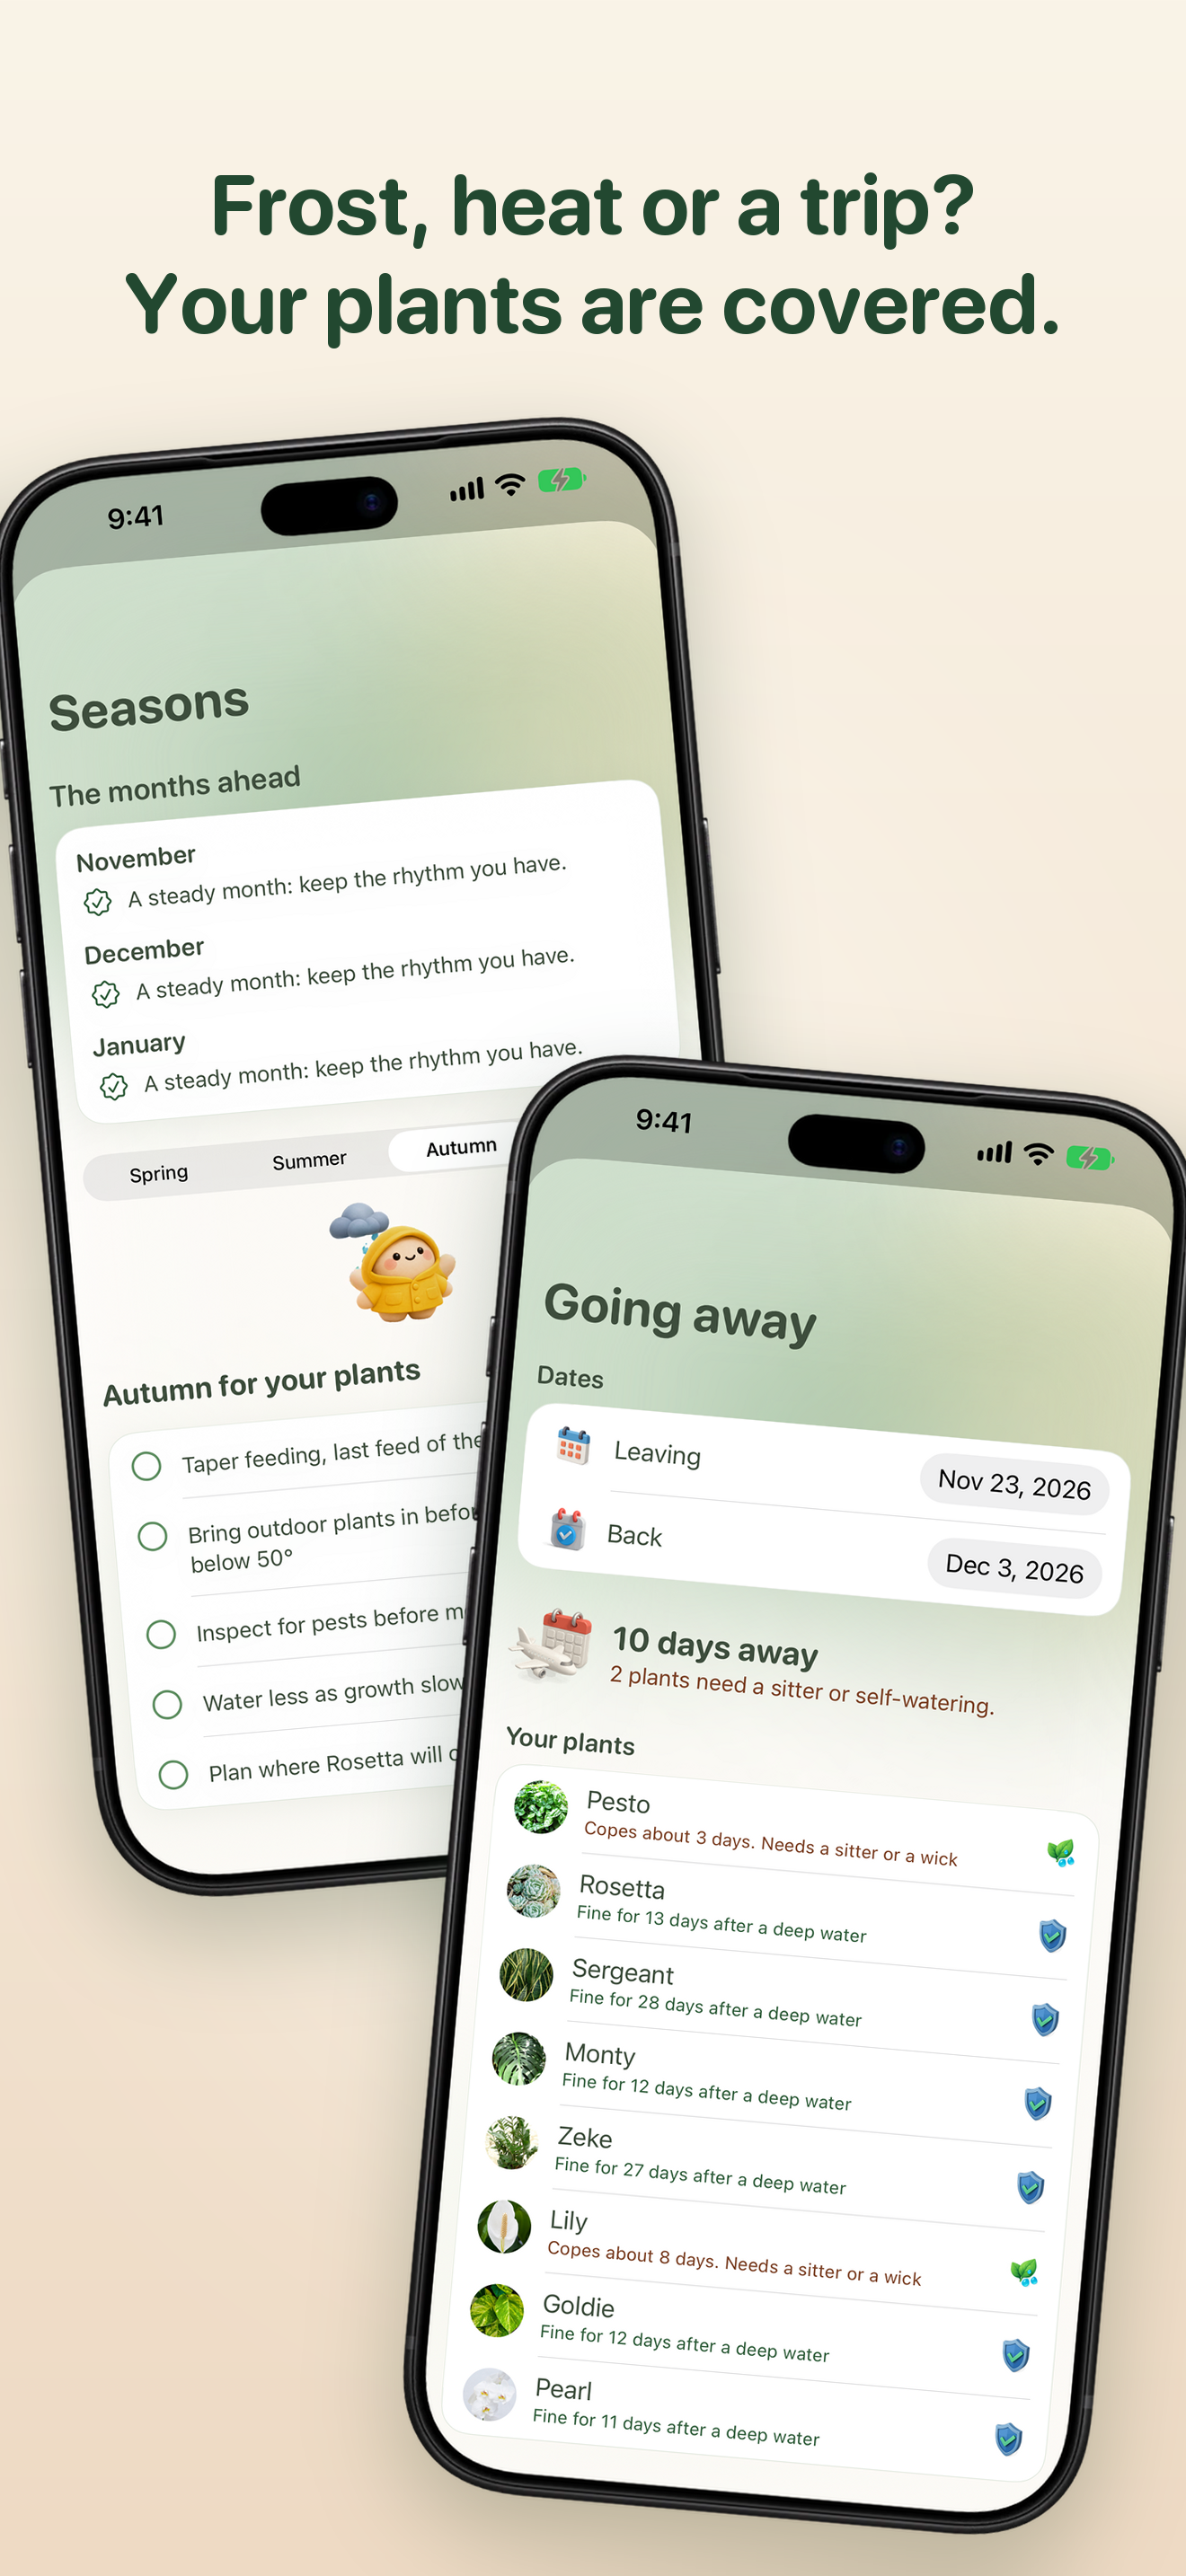 Frost, heat or a trip?
Your plants are covered.
9:41
Seasons
The months ahead
November
A steady month: keep the rhythm you have.
December
A steady month: keep the rhythm you have.
January
A steady month: keep the rhythm you have.
Spring
Summer
Autumn
Autumn for your plants
Taper feeding, last feed of the
Bring outdoor plants in
below 50°
Inspect for pests before
Water less as growth
Plan where Rosetta will
9:41
Going away
Dates
Leaving
Nov 23, 2026
Back
Dec 3, 2026
10 days away
2 plants need a sitter or self-watering.
Your plants
Pesto
Copes about 3 days. Needs a sitter or a wick
Rosetta
Fine for 13 days after a deep water
Sergeant
Fine for 28 days after a deep water
Monty
Fine for 12 days after a deep water
Zeke
Fine for 27 days after a deep water
Lily
Copes about 8 days. Needs a sitter or a wick
Goldie
Fine for 12 days after a deep water
Pearl
Fine for 11 days after a deep water